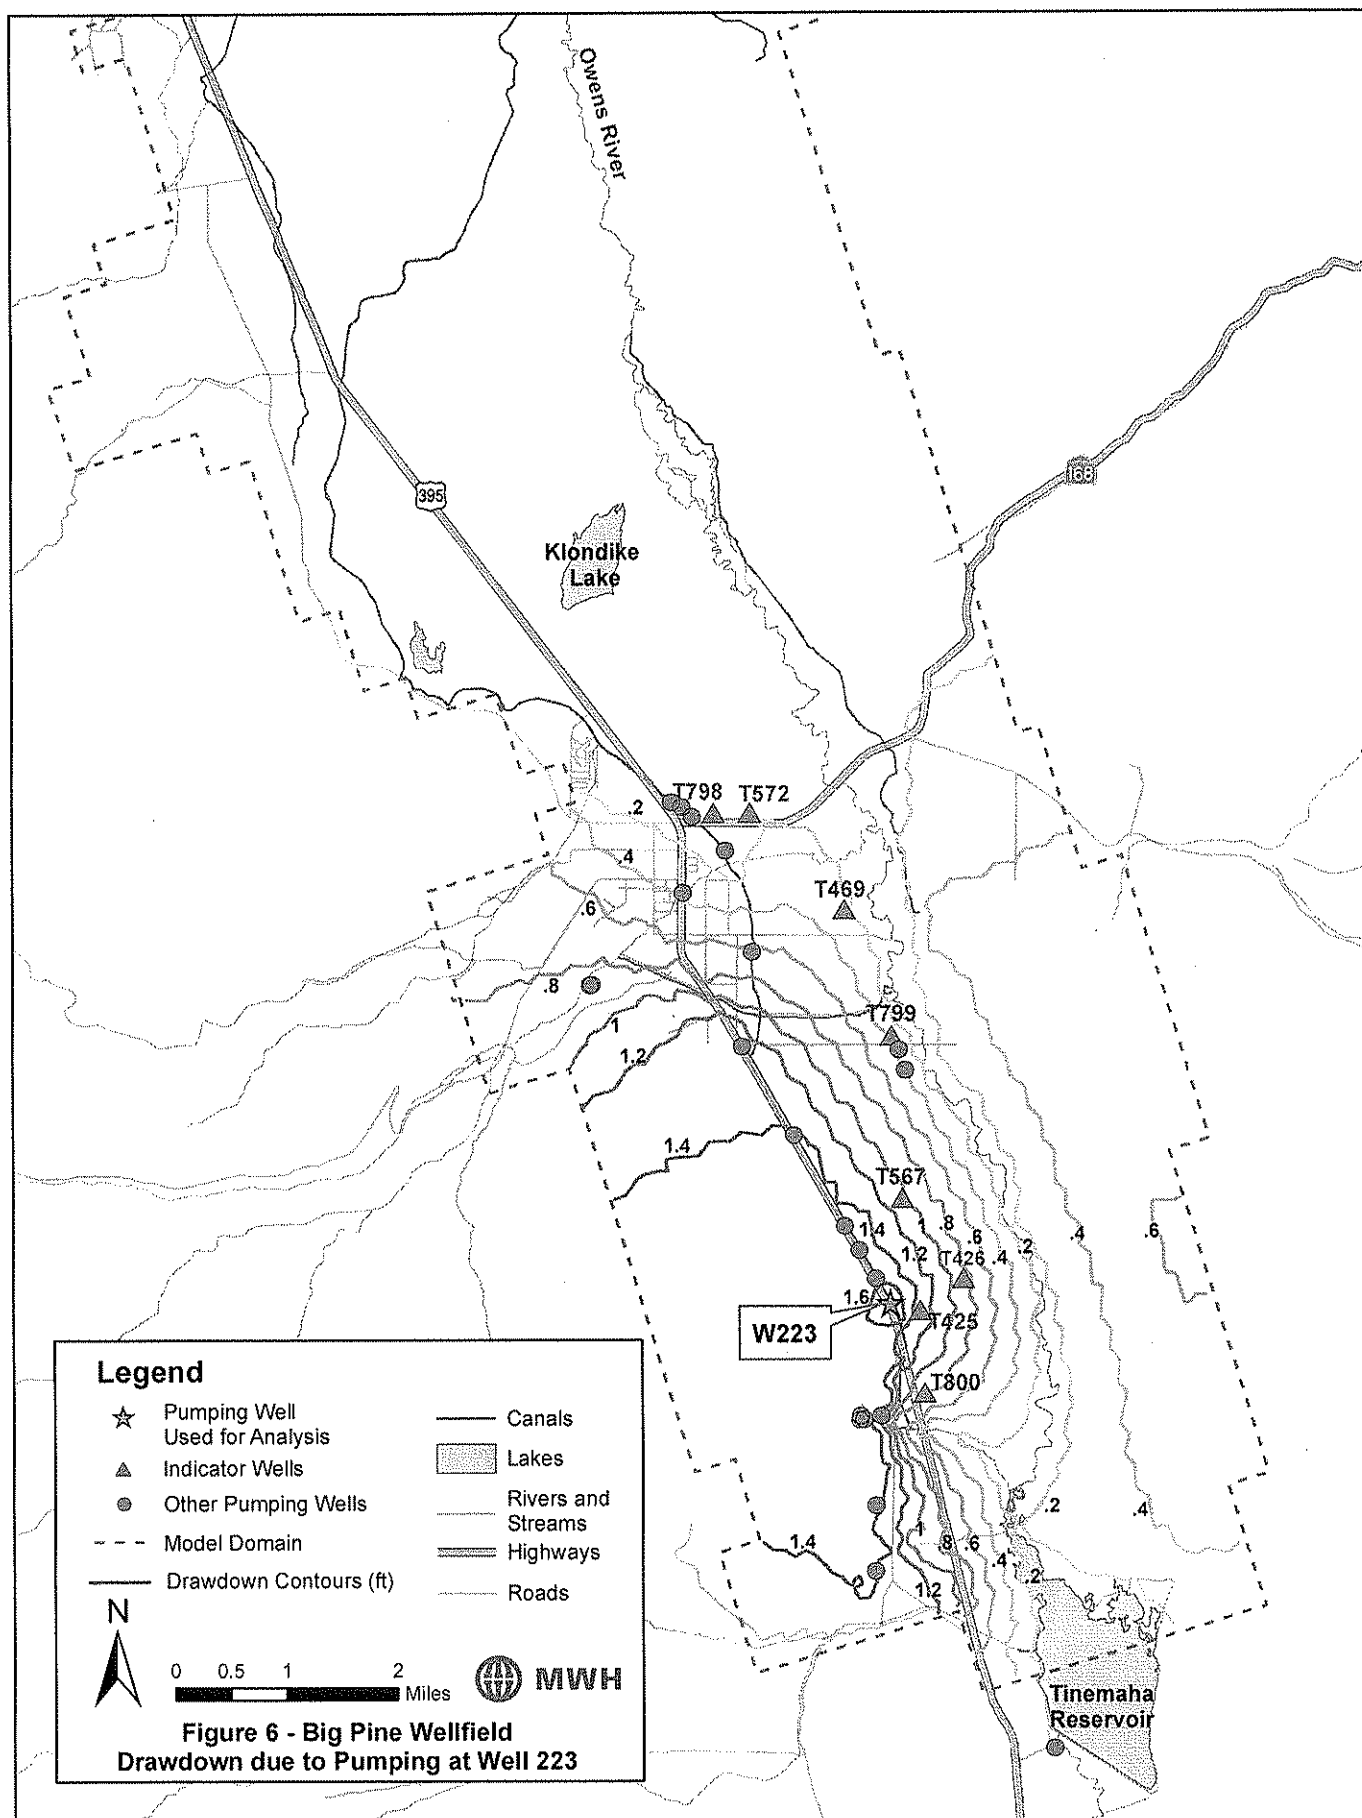 Owens River
395
168
Klondike
Lake
T798
T572
.2
.4
T469
.6
.8
T799
1
1.2
1.4
T567
1.4
1
.8
.6
.2
.4
.6
1.2
T426
.4
1.6
W223
T425
T800
.2
.4
1.4
1
.8
.6
.4
.2
1.2
Tinemaha
Reservoir
Legend
Pumping Well
Used for Analysis
Indicator Wells
Other Pumping Wells
Model Domain
Drawdown Contours (ft)
Canals
Lakes
Rivers and
Streams
Highways
Roads
N
0 0.5 1 2
Miles
MWH
Figure 6 - Big Pine Wellfield
Drawdown due to Pumping at Well 223